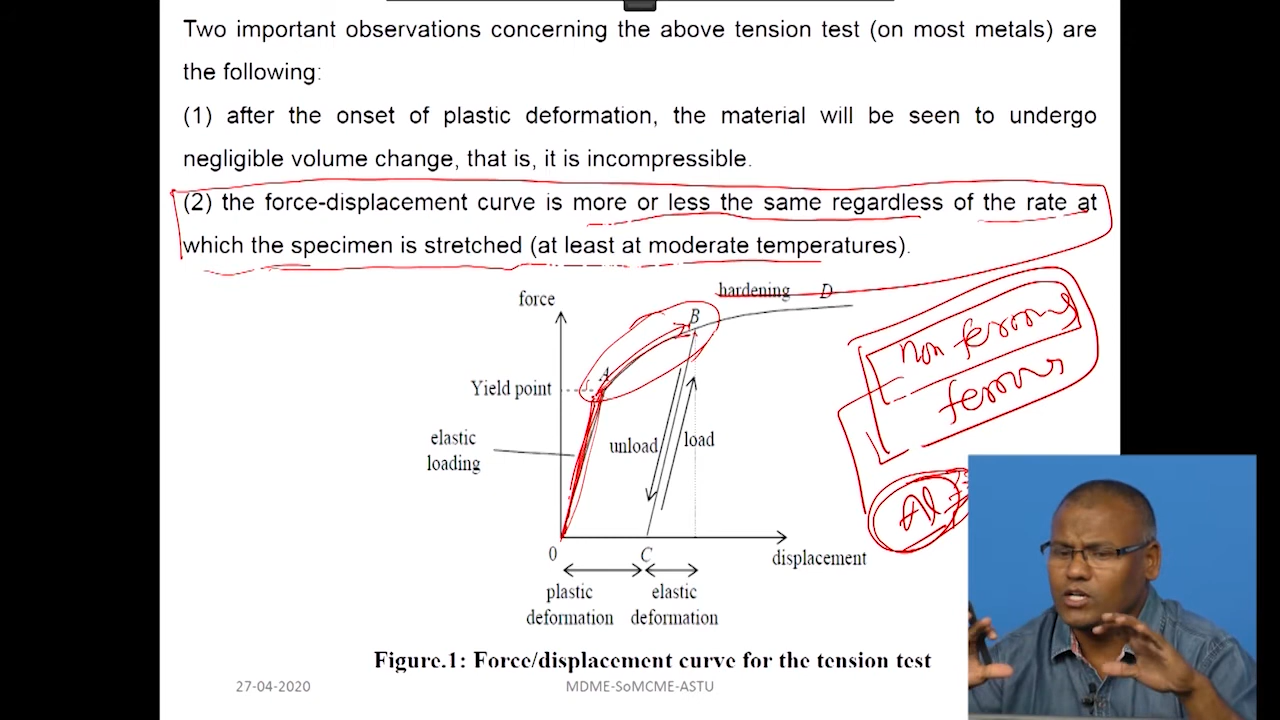 Two important observations concerning the above tension test (on most metals) are
the following:
(1) after the onset of plastic deformation, the material will be seen to undergo
negligible volume change, that is, it is incompressible.
(2) the force-displacement curve is more or less the same regardless of the rate at
which the specimen is stretched (at least at moderate temperatures).
force
hardening D
B
non ferrous
A
Yield point
ferrous
elastic
loading
unload
load
Al
0
C
displacement
plastic
deformation
elastic
deformation
Figure.1: Force/displacement curve for the tension test
27-04-2020
MDME-SoMCME-ASTU